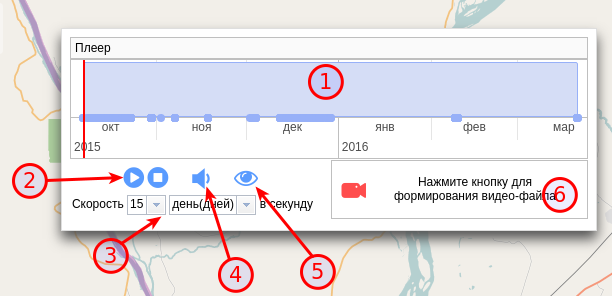 Плеер
1
окт ноя дек янв фев мар
2015 2016
2
Нажмите кнопку для
формирования видео-файла
6
Скорость 15 день(дней) в секунду
3 4 5